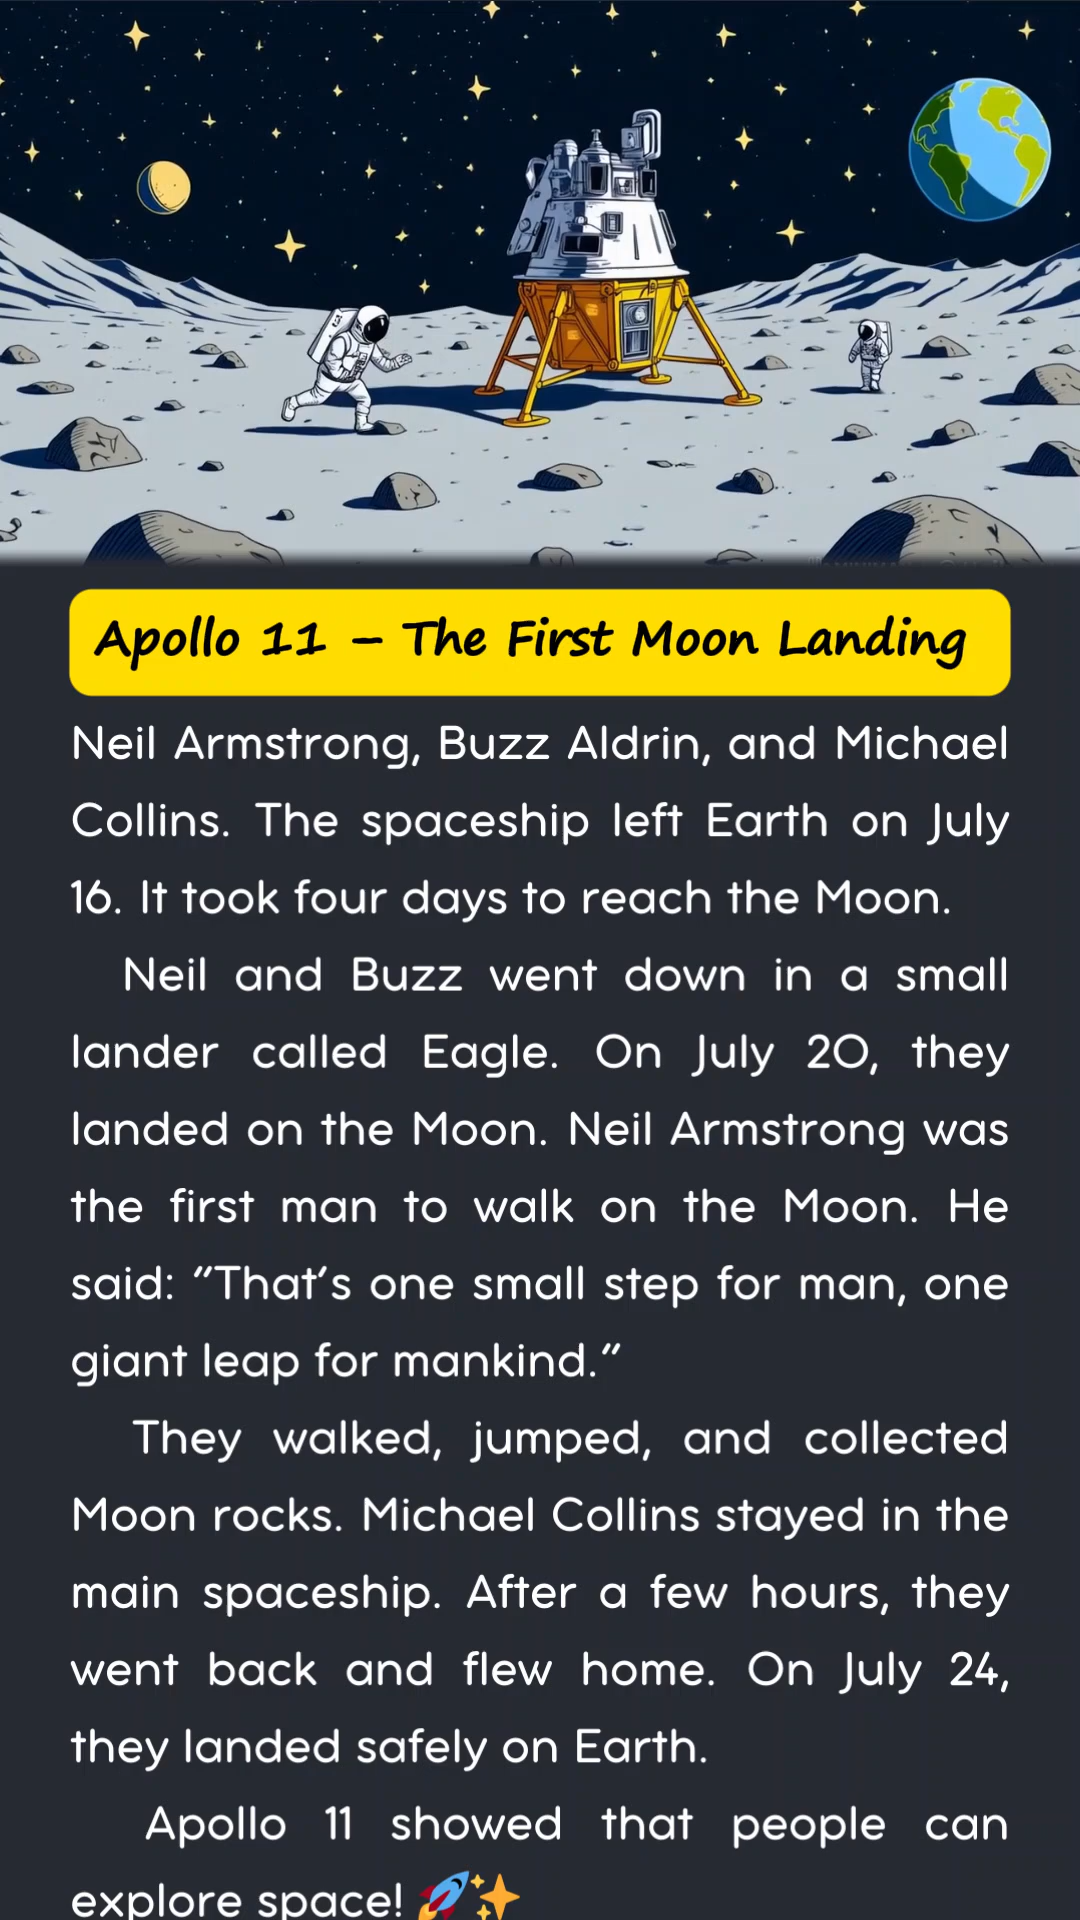 Apollo 11 – The First Moon Landing
Neil Armstrong, Buzz Aldrin, and Michael
Collins. The spaceship left Earth on July
16. It took four days to reach the Moon.
Neil and Buzz went down in a small
lander called Eagle. On July 20, they
landed on the Moon. Neil Armstrong was
the first man to walk on the Moon. He
said: "That's one small step for man, one
giant leap for mankind."
They walked, jumped, and collected
Moon rocks. Michael Collins stayed in the
main spaceship. After a few hours, they
went back and flew home. On July 24,
they landed safely on Earth.
Apollo 11 showed that people can
explore space! 🚀✨